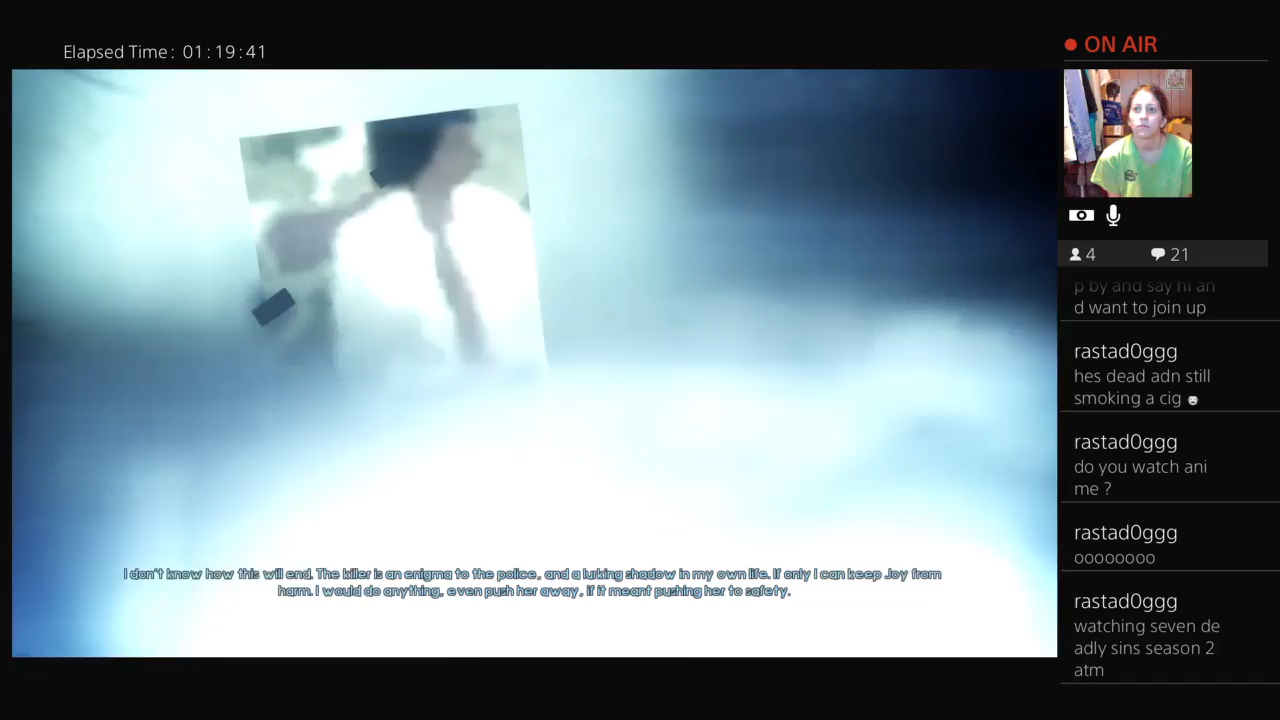 Elapsed Time: 01:19:41
ON AIR
4
21
p by and say hi an
d want to join up
rastad0ggg
hes dead adn still
smoking a cig
rastad0ggg
do you watch ani
me ?
rastad0ggg
oooooooo
rastad0ggg
watching seven de
adly sins season 2
atm
I don't know how this will end. The killer is an enigma to the police, and a lurking shadow in my own life. If only I can keep Joy from
harm. I would do anything, even push her away, if it meant pushing her to safety.